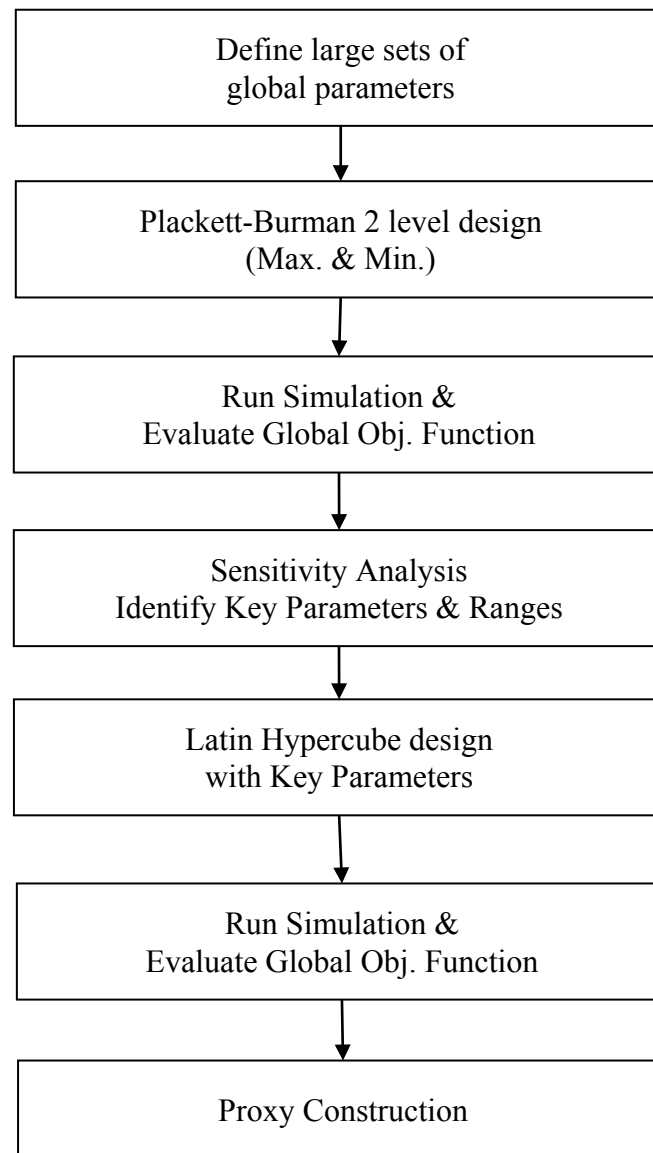 Define large sets of
global parameters
Plackett-Burman 2 level design
(Max. & Min.)
Run Simulation &
Evaluate Global Obj. Function
Sensitivity Analysis
Identify Key Parameters & Ranges
Latin Hypercube design
with Key Parameters
Run Simulation &
Evaluate Global Obj. Function
Proxy Construction